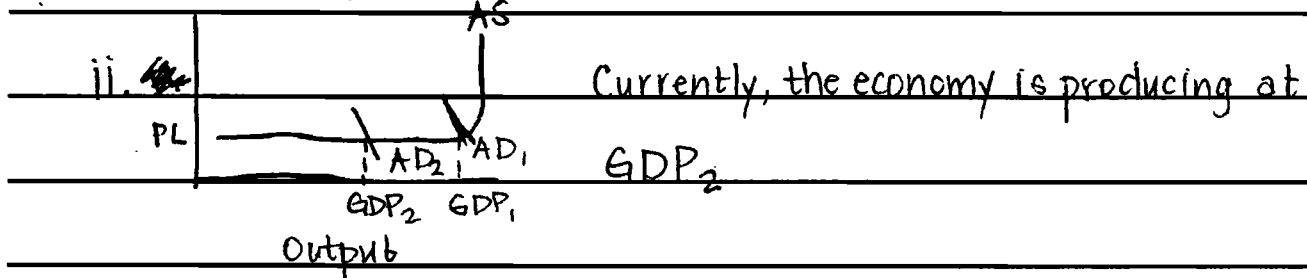 AS
ii.
Currently, the economy is producing at
PL
AD₂
AD₁
GDP₂
GDP₂
GDP₁
Output